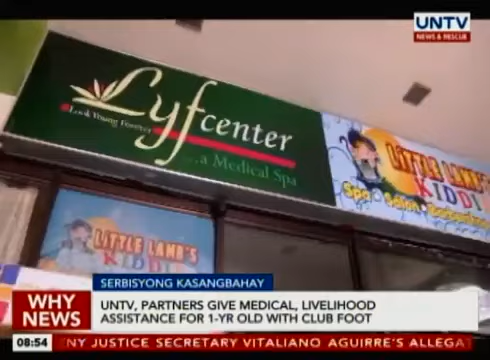 UNTV
NEWS & RESCUE
Lyfcenter
Look Young Forever
...a Medical Spa
LITTLE LAMB'S
KIDDI
Spa Salon
LITTLE LAMB'S
KIDDI
SERBISYONG KASANGBAHAY
WHY NEWS
UNTV, PARTNERS GIVE MEDICAL, LIVELIHOOD
ASSISTANCE FOR 1-YR OLD WITH CLUB FOOT
08:54 NY JUSTICE SECRETARY VITALIANO AGUIRRE'S ALLEGAT